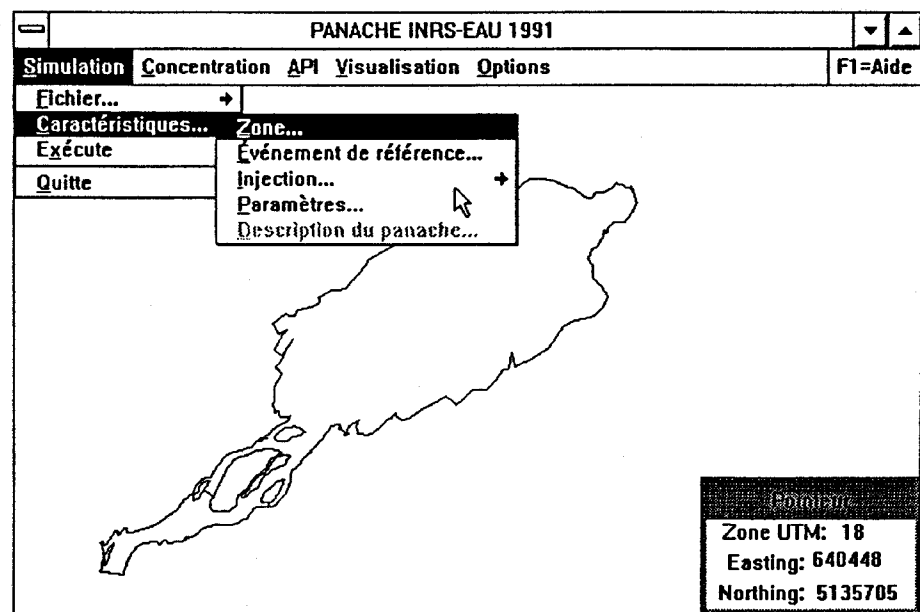 PANACHE INRS-EAU 1991
Simulation Concentration API Visualisation Options F1=Aide
Fichier...
Caractéristiques...
Exécute
Quitte
Zone...
Événement de référence...
Injection...
Paramètres...
Description du panache...
Pointeur
Zone UTM: 18
Easting: 640448
Northing: 5135705